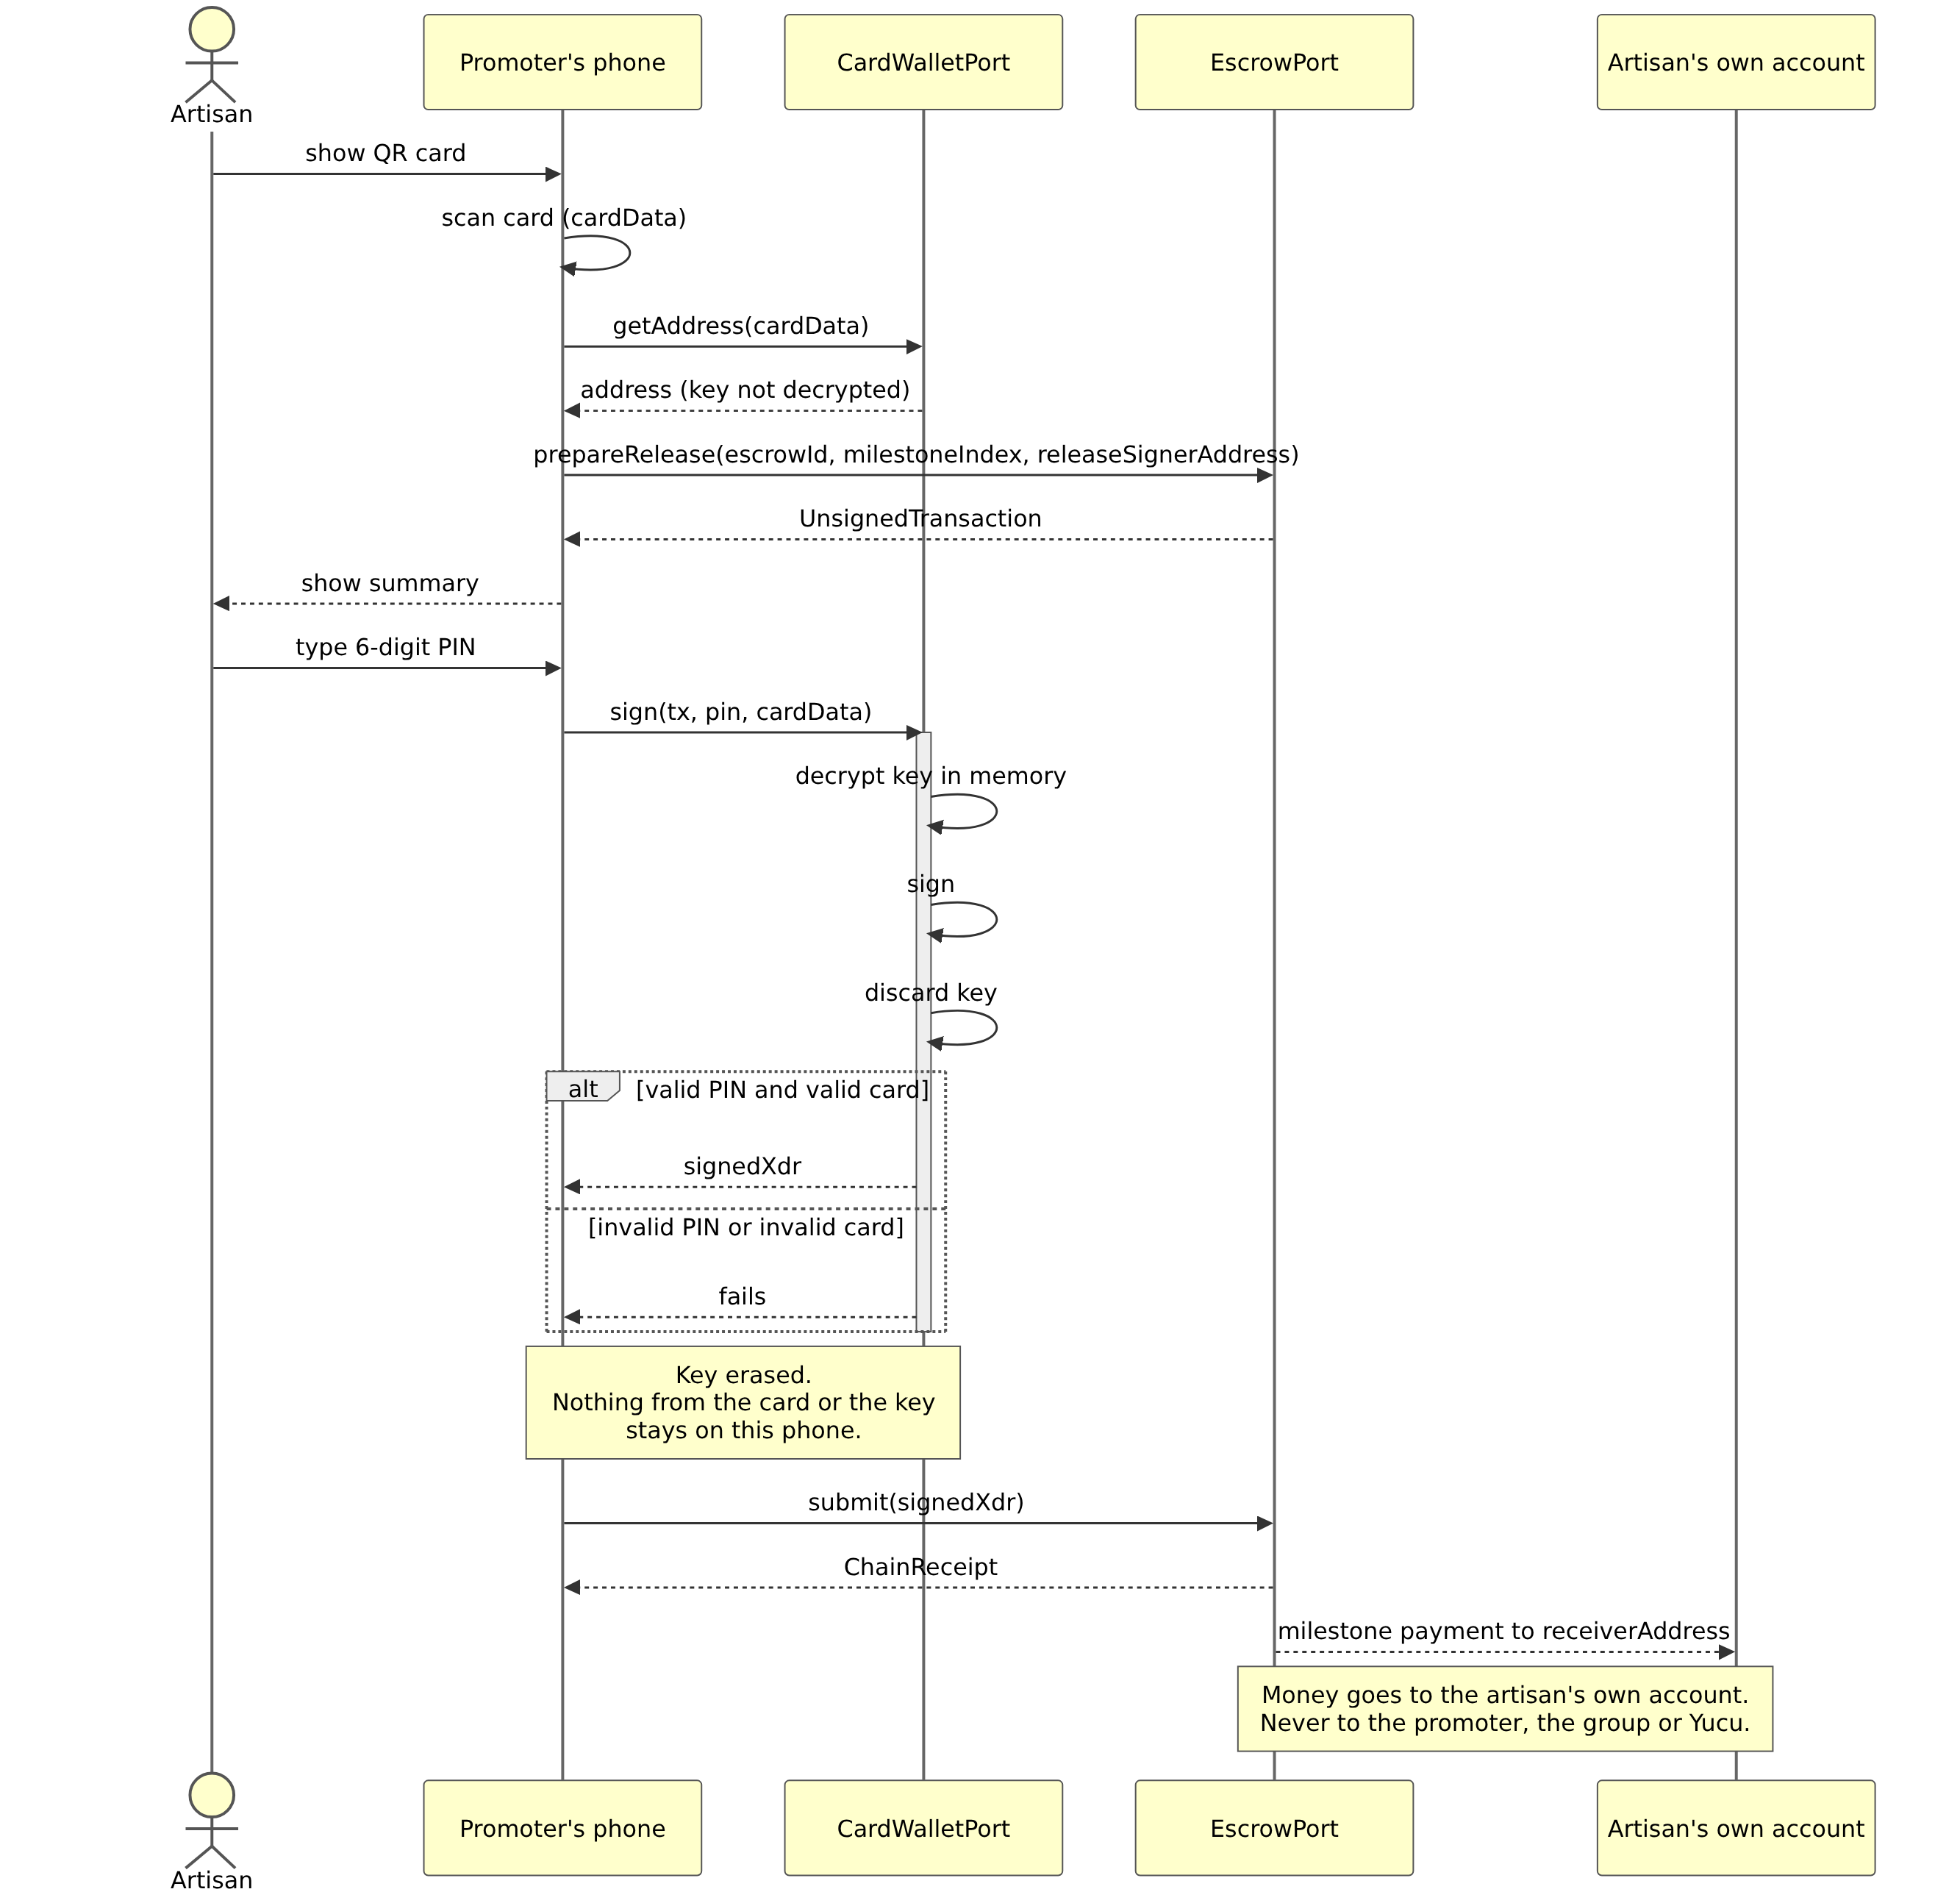 Artisan
Promoter's phone
CardWalletPort
EscrowPort
Artisan's own account
show QR card
scan card (cardData)
getAddress(cardData)
address (key not decrypted)
prepareRelease(escrowId, milestoneIndex, releaseSignerAddress)
UnsignedTransaction
show summary
type 6-digit PIN
sign(tx, pin, cardData)
decrypt key in memory
sign
discard key
alt
[valid PIN and valid card]
signedXdr
[invalid PIN or invalid card]
fails
Key erased.
Nothing from the card or the key
stays on this phone.
submit(signedXdr)
ChainReceipt
milestone payment to receiverAddress
Money goes to the artisan's own account.
Never to the promoter, the group or Yucu.
Artisan
Promoter's phone
CardWalletPort
EscrowPort
Artisan's own account